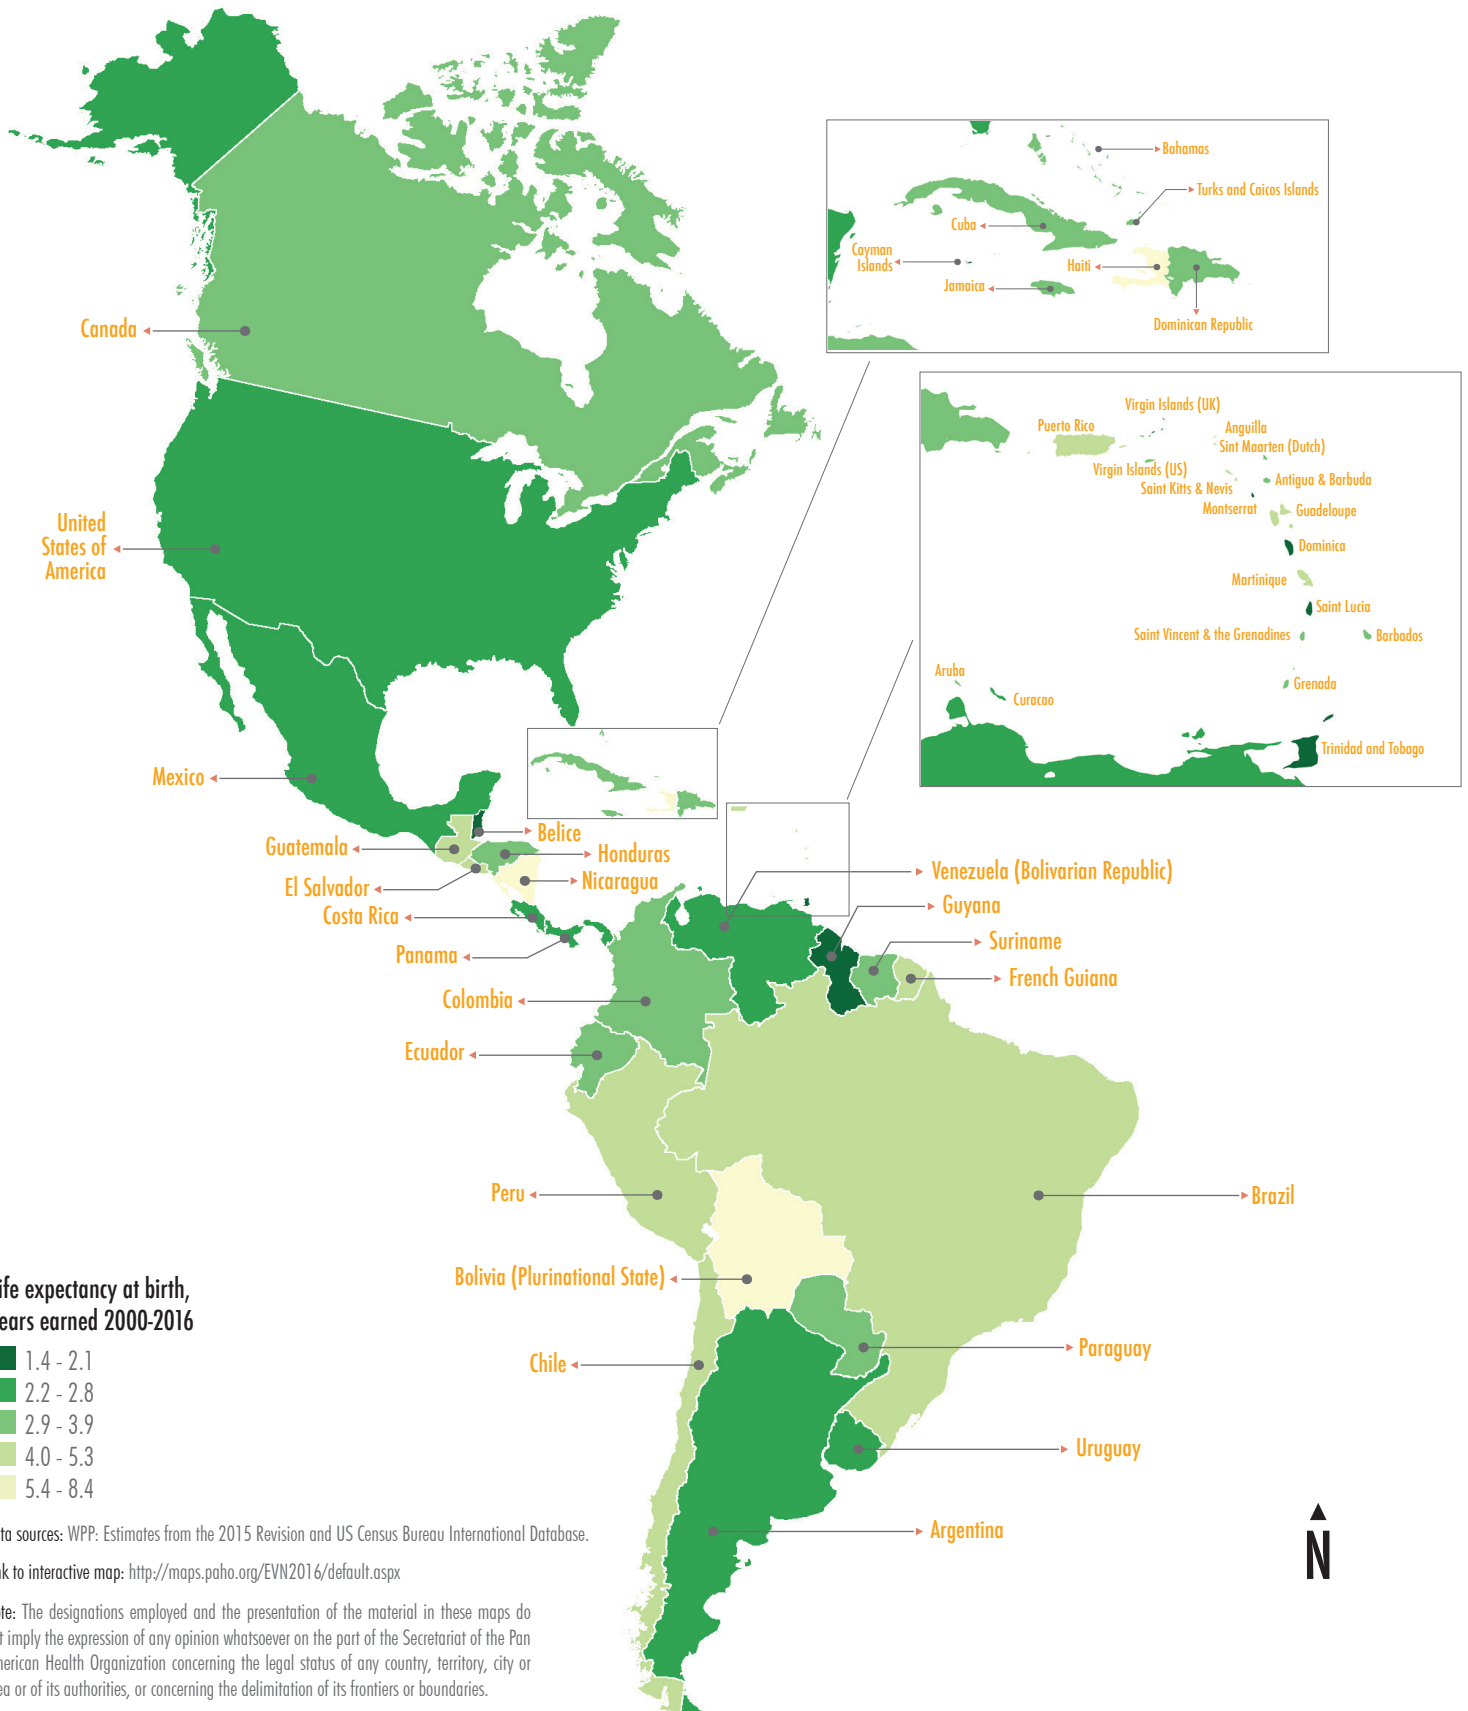 Bahamas
Turks and Caicos Islands
Cuba
Cayman
Islands
Haiti
Jamaica
Dominican Republic
Canada
Virgin Islands (UK)
Puerto Rico
Anguilla
Sint Maarten (Dutch)
Virgin Islands (US)
Antigua & Barbuda
Saint Kitts & Nevis
Montserrat
Guadeloupe
Dominica
Martinique
Saint Lucia
Saint Vincent & the Grenadines
Barbados
Aruba
Grenada
Curacao
Trinidad and Tobago
United
States of
America
Mexico
Belice
Guatemala
Honduras
El Salvador
Nicaragua
Costa Rica
Panama
Venezuela (Bolivarian Republic)
Guyana
Suriname
French Guiana
Colombia
Ecuador
Peru
Brazil
Bolivia (Plurinational State)
Chile
Paraguay
Uruguay
Argentina
N
ife expectancy at birth,
ears earned 2000-2016
1.4 - 2.1
2.2 - 2.8
2.9 - 3.9
4.0 - 5.3
5.4 - 8.4
ta sources: WPP: Estimates from the 2015 Revision and US Census Bureau International Database.
nk to interactive map: http://maps.paho.org/EVN2016/default.aspx
ote: The designations employed and the presentation of the material in these maps do
t imply the expression of any opinion whatsoever on the part of the Secretariat of the Pan
merican Health Organization concerning the legal status of any country, territory, city or
ea or of its authorities, or concerning the delimitation of its frontiers or boundaries.